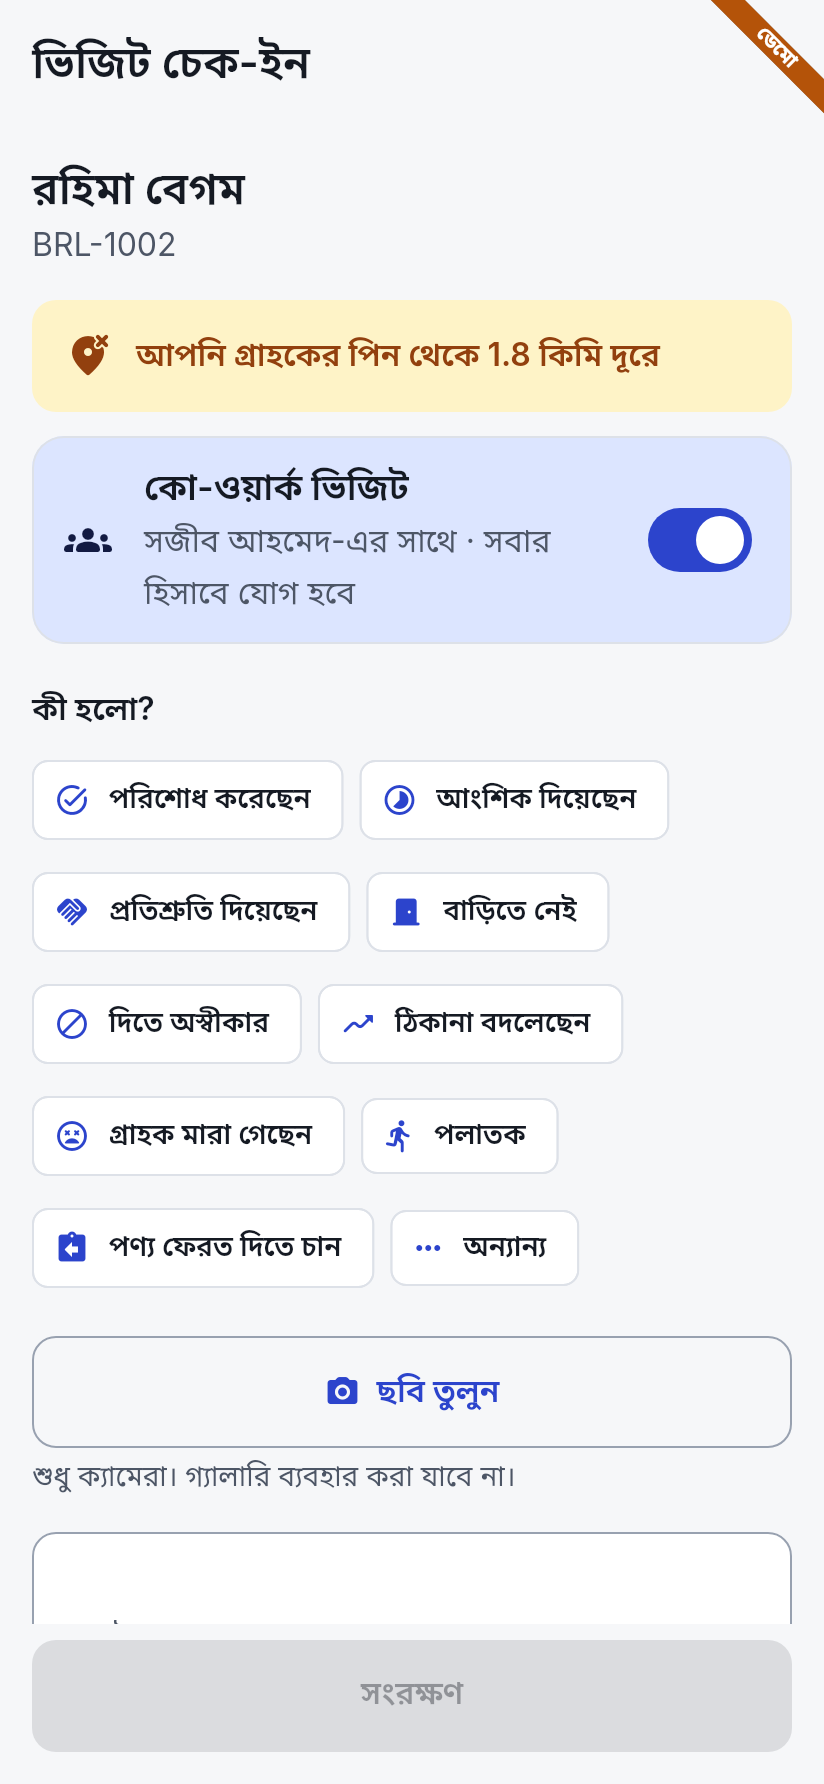 ভিজিট চেক-ইন
ডেমো
রহিমা বেগম
BRL-1002
আপনি গ্রাহকের পিন থেকে 1.8 কিমি দূরে
কো-ওয়ার্ক ভিজিট
সজীব আহমেদ-এর সাথে · সবার
হিসাবে যোগ হবে
কী হলো?
পরিশোধ করেছেন
আংশিক দিয়েছেন
প্রতিশ্রুতি দিয়েছেন
বাড়িতে নেই
দিতে অস্বীকার
ঠিকানা বদলেছেন
গ্রাহক মারা গেছেন
পলাতক
পণ্য ফেরত দিতে চান
অন্যান্য
ছবি তুলুন
শুধু ক্যামেরা। গ্যালারি ব্যবহার করা যাবে না।
সংরক্ষণ